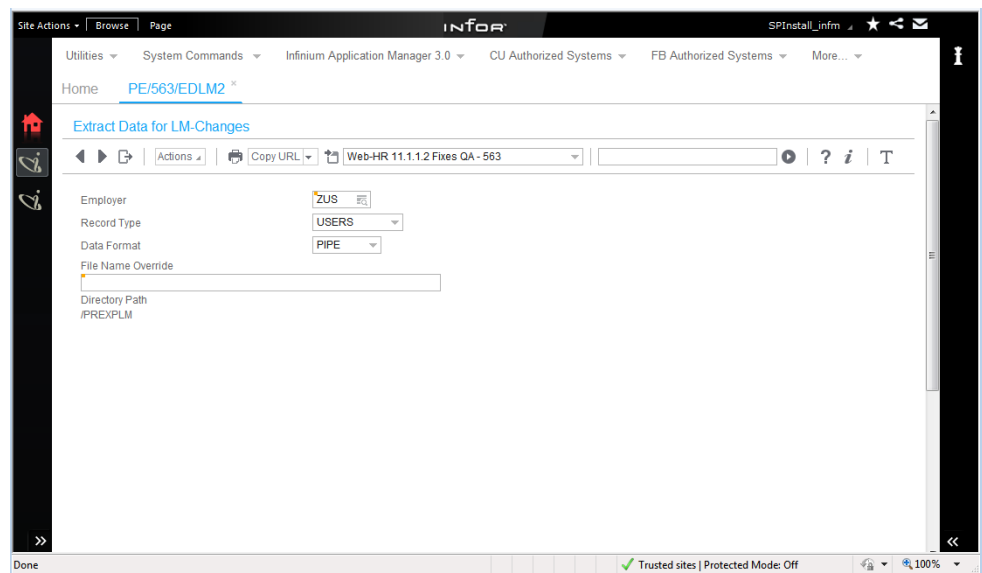 Site Actions Browse Page infor SPInstall_infm
Utilities System Commands Infinium Application Manager 3.0 CU Authorized Systems FB Authorized Systems More...
Home PE/563/EDLM2 ×
Extract Data for LM-Changes
Actions Copy URL Web-HR 11.1.1.2 Fixes QA - 563 ? i T
Employer ZUS
Record Type USERS
Data Format PIPE
File Name Override
Directory Path
/PREXPLM
Done Trusted sites | Protected Mode: Off 100%